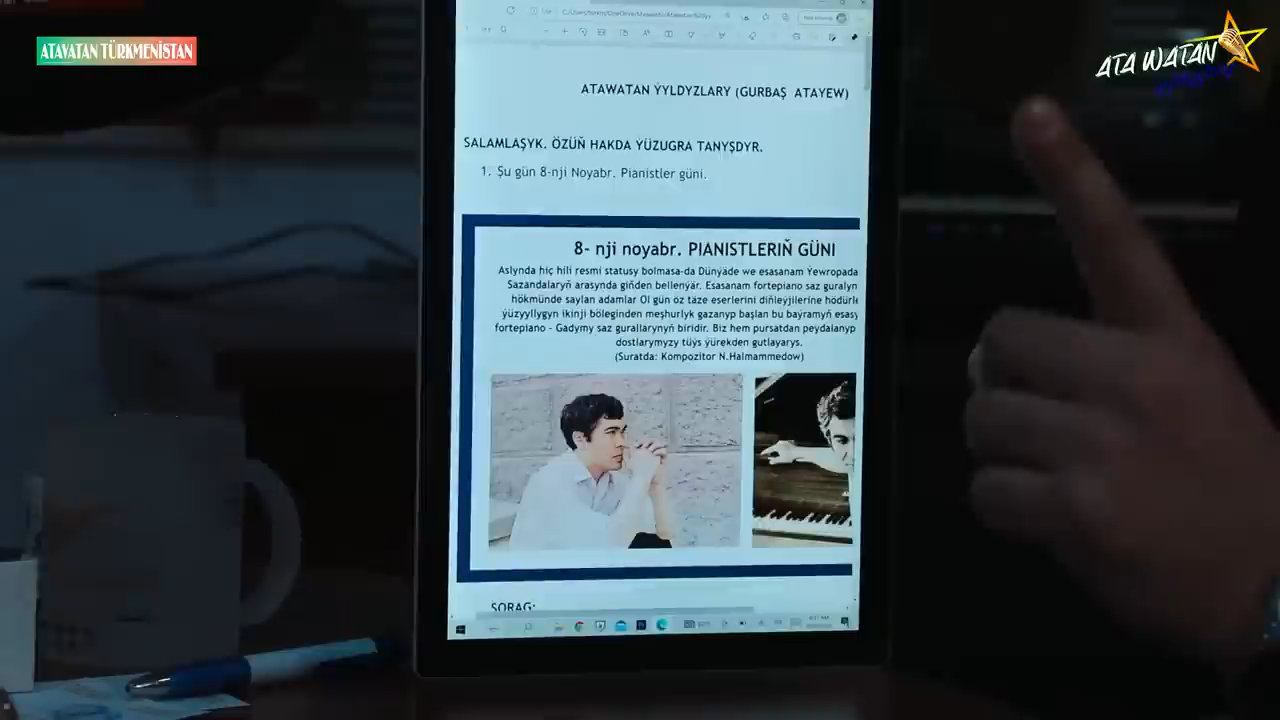 ATAVATAN TÜRKMENISTAN
ATA WATAN
ATAWATAN ÝYLDYZLARY (GURBAŞ ATAYEW)
SALAMLAŞYK. ÖZÜŇ HAKDA ÝÜZUGRA TANYŞDYR.
1. Şu gün 8-nji Noyabr. Pianistler güni.
8- nji noyabr. PIANISTLERIŇ GÜNI
Aslynda hiç hili resmi statusy bolmasa-da Dünýäde we esasanam Ýewropada
Sazandalaryň arasynda giňden bellenýär. Esasanam fortepiano saz guralyn
hökmünde saýlan adamlar Ol gün öz täze eserlerini diňleýjilerine hödürle
ýüzyyllygyn ikinji böleginden meşhurlyk gazanyp başlan bu baýramyň esasy
fortepiano - Gadymy saz gurallarynyň biridir. Biz hem pursatdan peýdalanyp
dostlarymyzy tüýs ýürekden gutlaýarys.
(Suratda: Kompozitor N.Halmammedow)
SORAG: